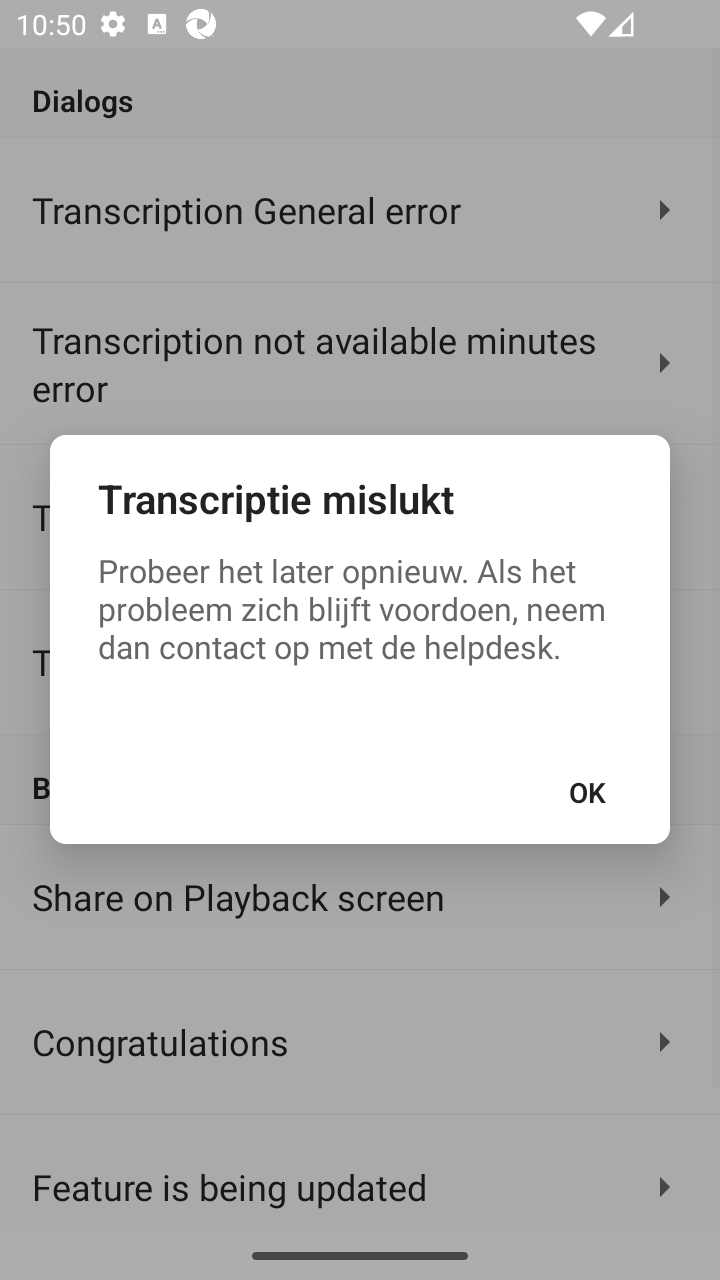 10:50
Dialogs
Transcription General error
Transcription not available minutes
error
T
Transcriptie mislukt
Probeer het later opnieuw. Als het
probleem zich blijft voordoen, neem
dan contact op met de helpdesk.
T
B
OK
Share on Playback screen
Congratulations
Feature is being updated